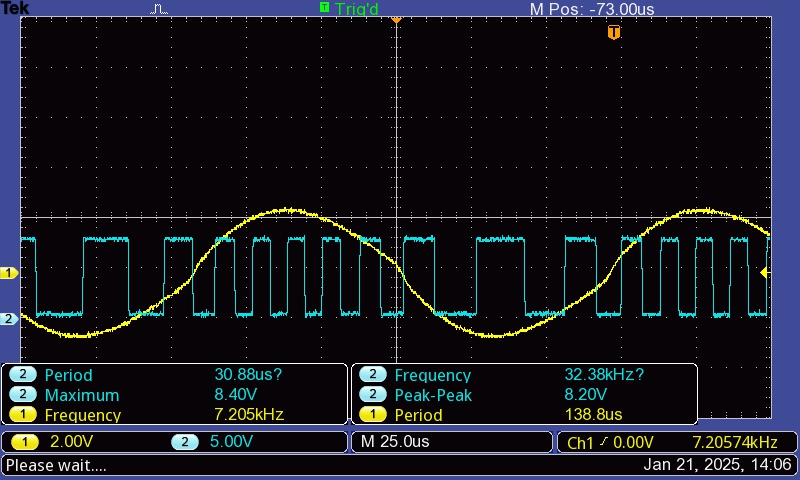 Tek T Trig'd M Pos: -73.00us
T
1
2
2 Period 30.88us? 2 Frequency 32.38kHz?
2 Maximum 8.40V 2 Peak-Peak 8.20V
1 Frequency 7.205kHz 1 Period 138.8us
1 2.00V 2 5.00V M 25.0us Ch1 / 0.00V 7.20574kHz
Please wait.... Jan 21, 2025, 14:06